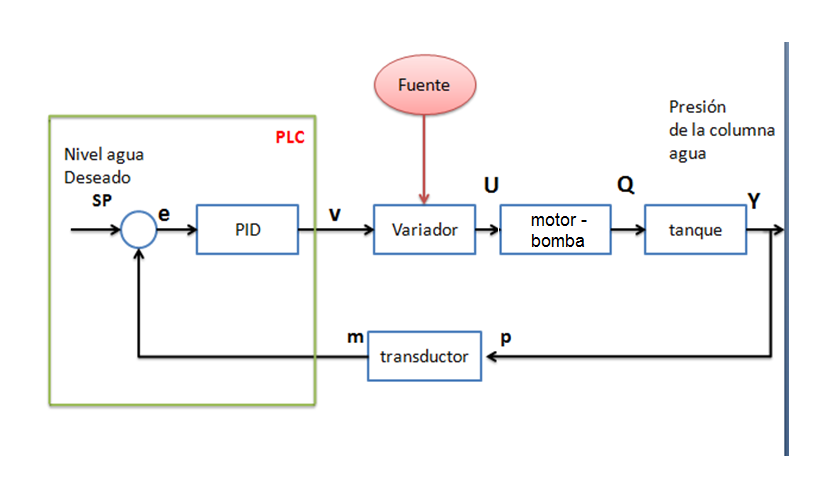 Fuente
Presión
de la columna
agua
PLC
Nivel agua
Deseado
SP
e
PID
v
Variador
U
motor -
bomba
Q
tanque
Y
m
transductor
p